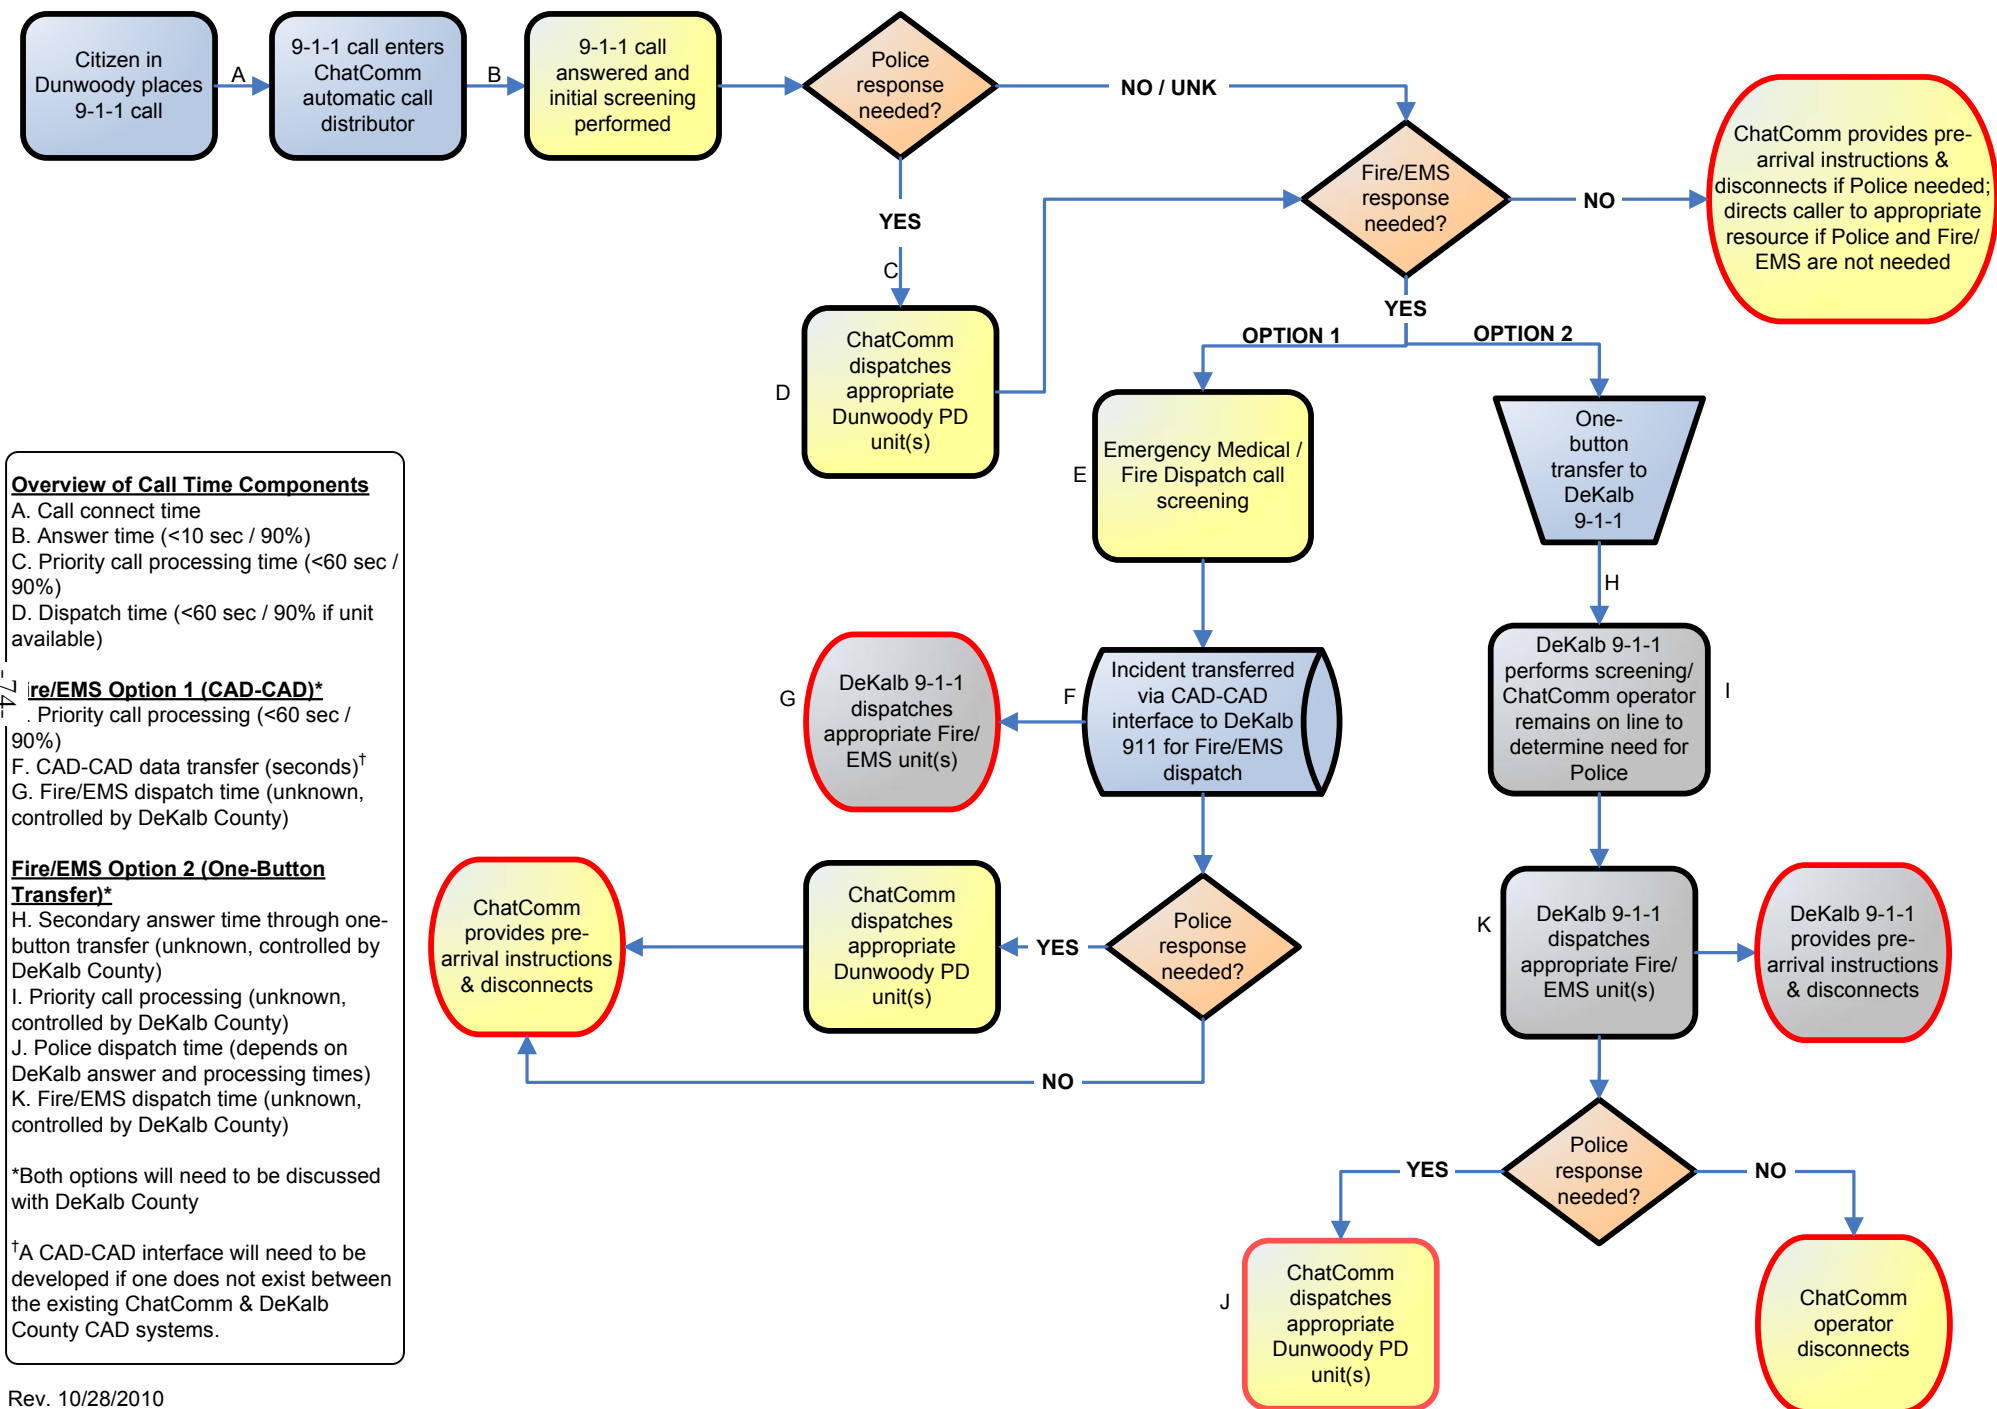 Citizen in
Dunwoody places
9-1-1 call
A
9-1-1 call enters
ChatComm
automatic call
distributor
B
9-1-1 call
answered and
initial screening
performed
Police
response
needed?
NO / UNK
YES
C
Fire/EMS
response
needed?
NO
ChatComm provides pre-
arrival instructions &
disconnects if Police needed;
directs caller to appropriate
resource if Police and Fire/
EMS are not needed
YES
OPTION 1
OPTION 2
D
ChatComm
dispatches
appropriate
Dunwoody PD
unit(s)
E
Emergency Medical /
Fire Dispatch call
screening
One-
button
transfer to
DeKalb
9-1-1
H
G
DeKalb 9-1-1
dispatches
appropriate Fire/
EMS unit(s)
F
Incident transferred
via CAD-CAD
interface to DeKalb
911 for Fire/EMS
dispatch
DeKalb 9-1-1
performs screening/
ChatComm operator
remains on line to
determine need for
Police
I
ChatComm
provides pre-
arrival instructions
& disconnects
ChatComm
dispatches
appropriate
Dunwoody PD
unit(s)
YES
Police
response
needed?
NO
K
DeKalb 9-1-1
dispatches
appropriate Fire/
EMS unit(s)
DeKalb 9-1-1
provides pre-
arrival instructions
& disconnects
YES
Police
response
needed?
NO
J
ChatComm
dispatches
appropriate
Dunwoody PD
unit(s)
ChatComm
operator
disconnects
Overview of Call Time Components
A. Call connect time
B. Answer time (<10 sec / 90%)
C. Priority call processing time (<60 sec /
90%)
D. Dispatch time (<60 sec / 90% if unit
available)
-74-
ire/EMS Option 1 (CAD-CAD)*
. Priority call processing (<60 sec /
90%)
F. CAD-CAD data transfer (seconds)†
G. Fire/EMS dispatch time (unknown,
controlled by DeKalb County)
Fire/EMS Option 2 (One-Button
Transfer)*
H. Secondary answer time through one-
button transfer (unknown, controlled by
DeKalb County)
I. Priority call processing (unknown,
controlled by DeKalb County)
J. Police dispatch time (depends on
DeKalb answer and processing times)
K. Fire/EMS dispatch time (unknown,
controlled by DeKalb County)
*Both options will need to be discussed
with DeKalb County
†A CAD-CAD interface will need to be
developed if one does not exist between
the existing ChatComm & DeKalb
County CAD systems.
Rev. 10/28/2010